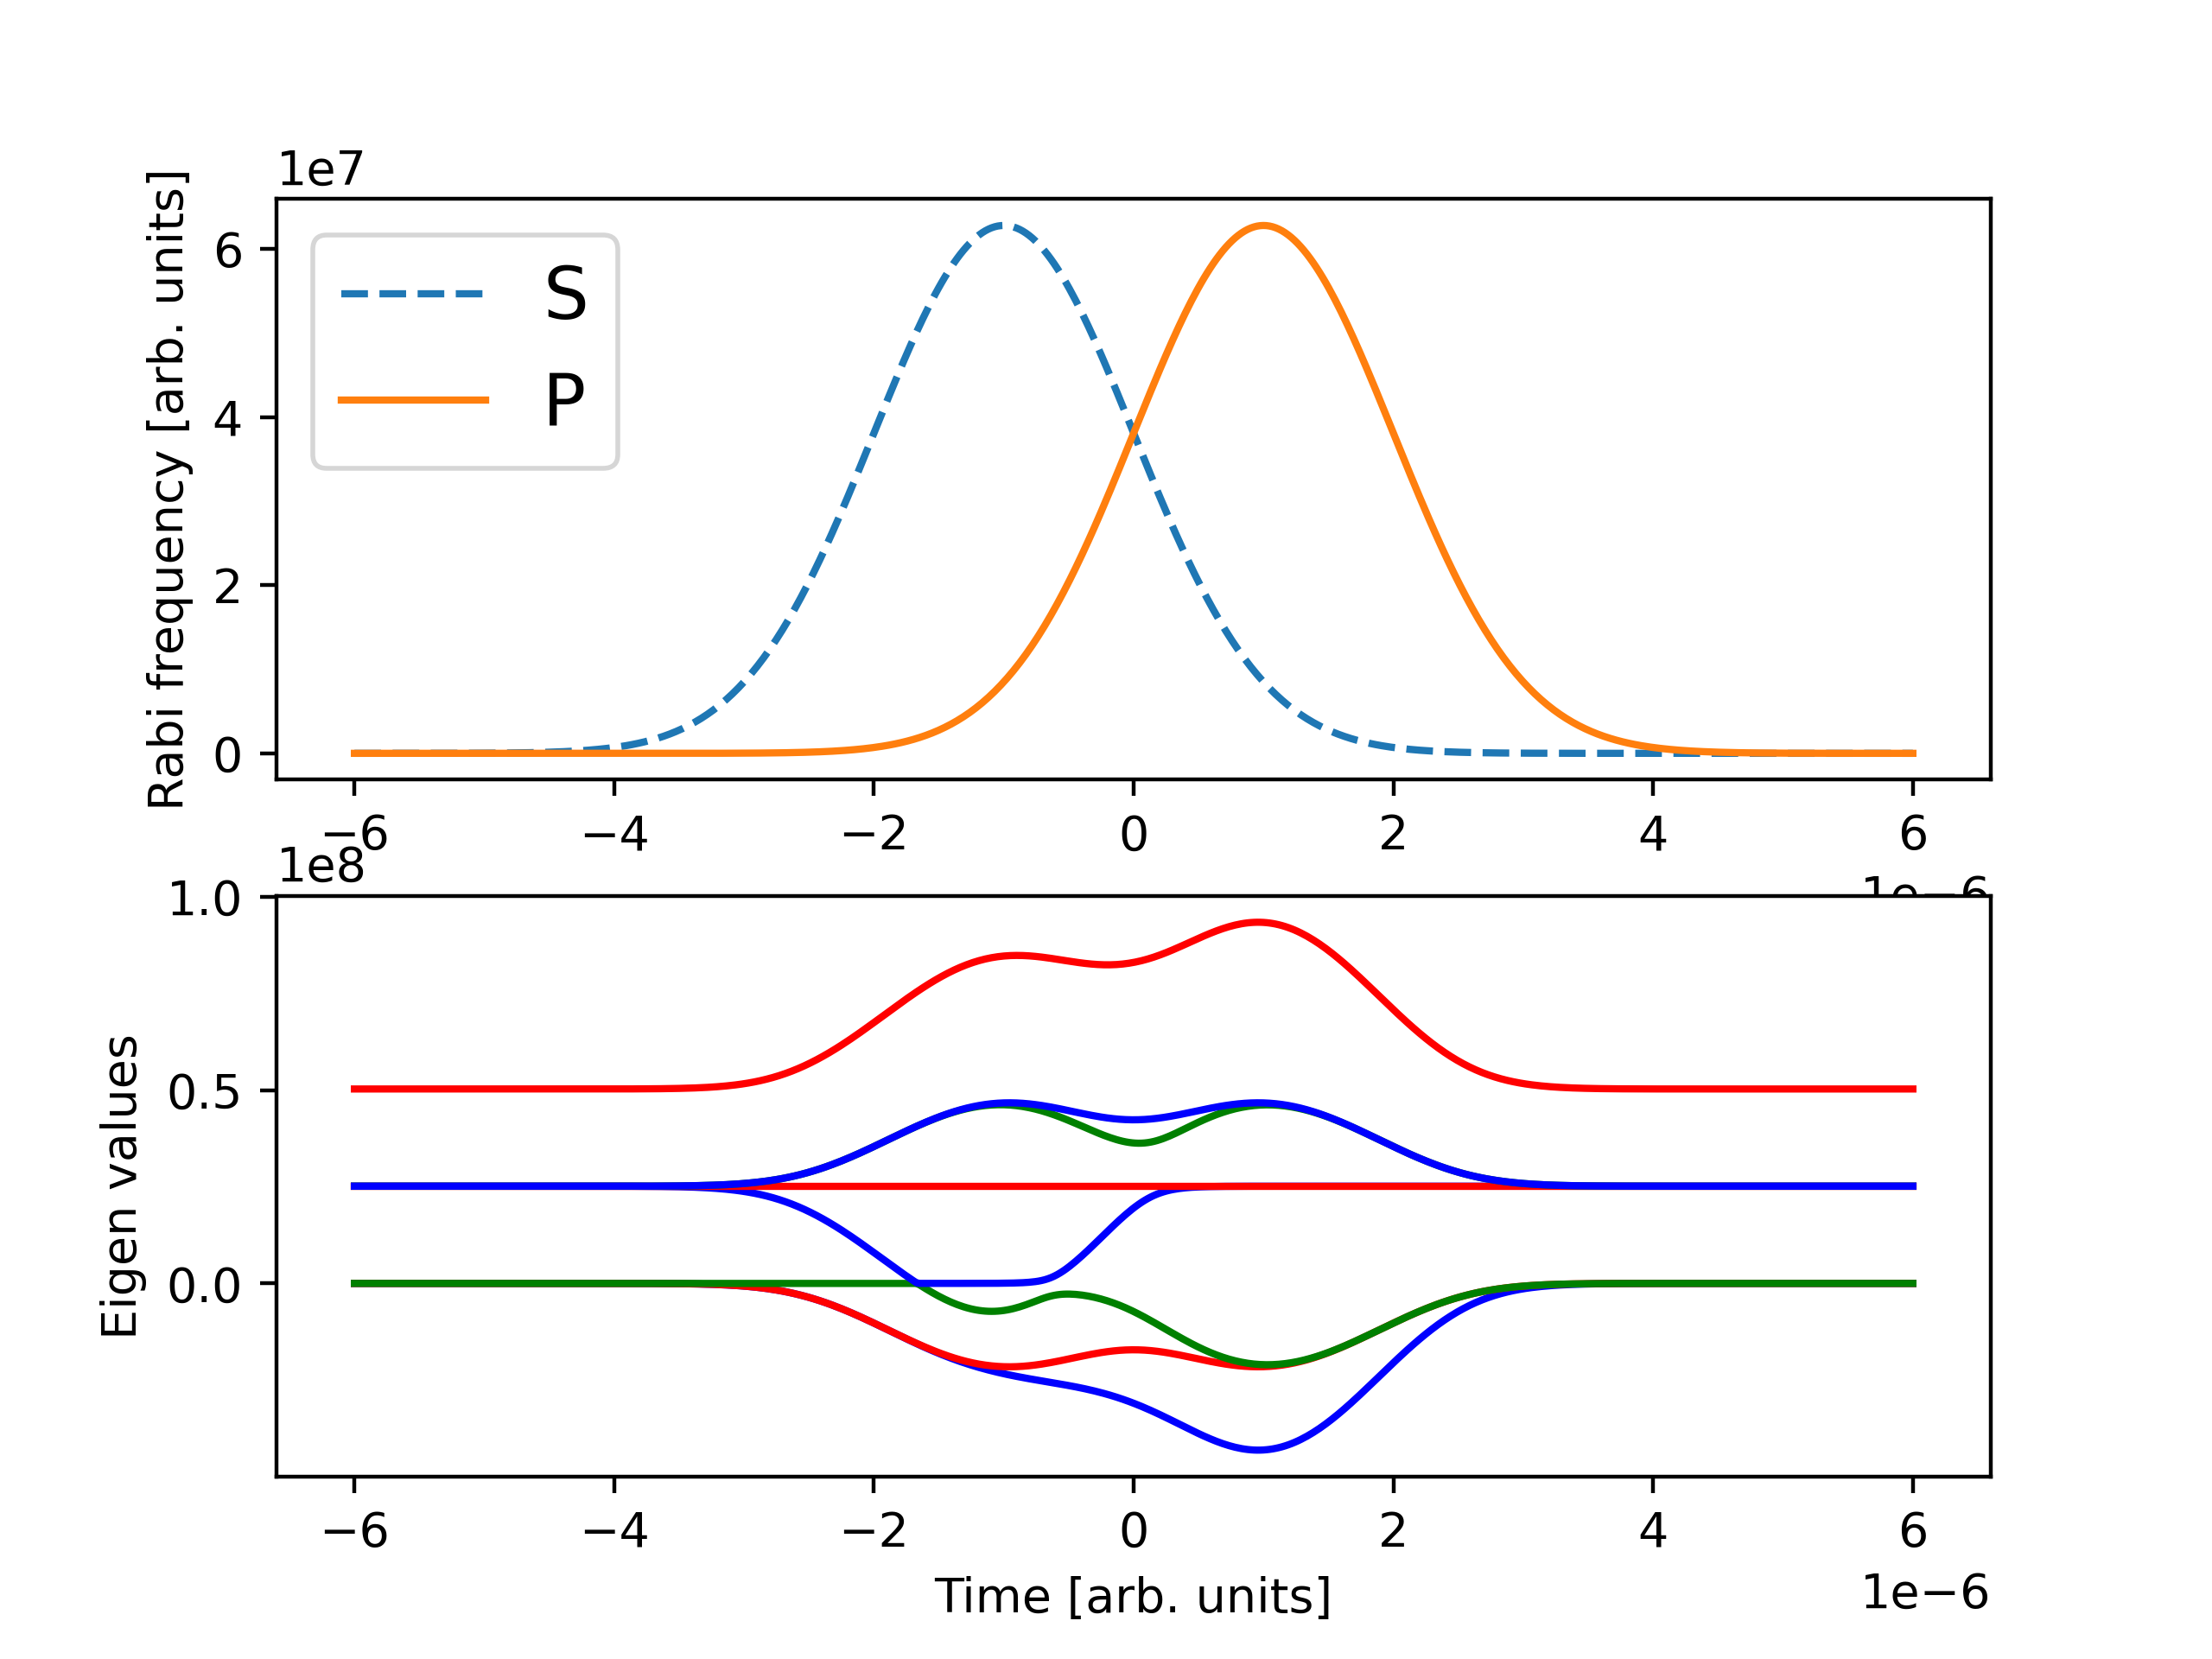 1e7
Rabi frequency [arb. units]
6
4
2
0
S
P
−6 −4 −2 0 2 4 6
1e−6
1e8
Eigen values
1.0
0.5
0.0
−6 −4 −2 0 2 4 6
Time [arb. units]
1e−6